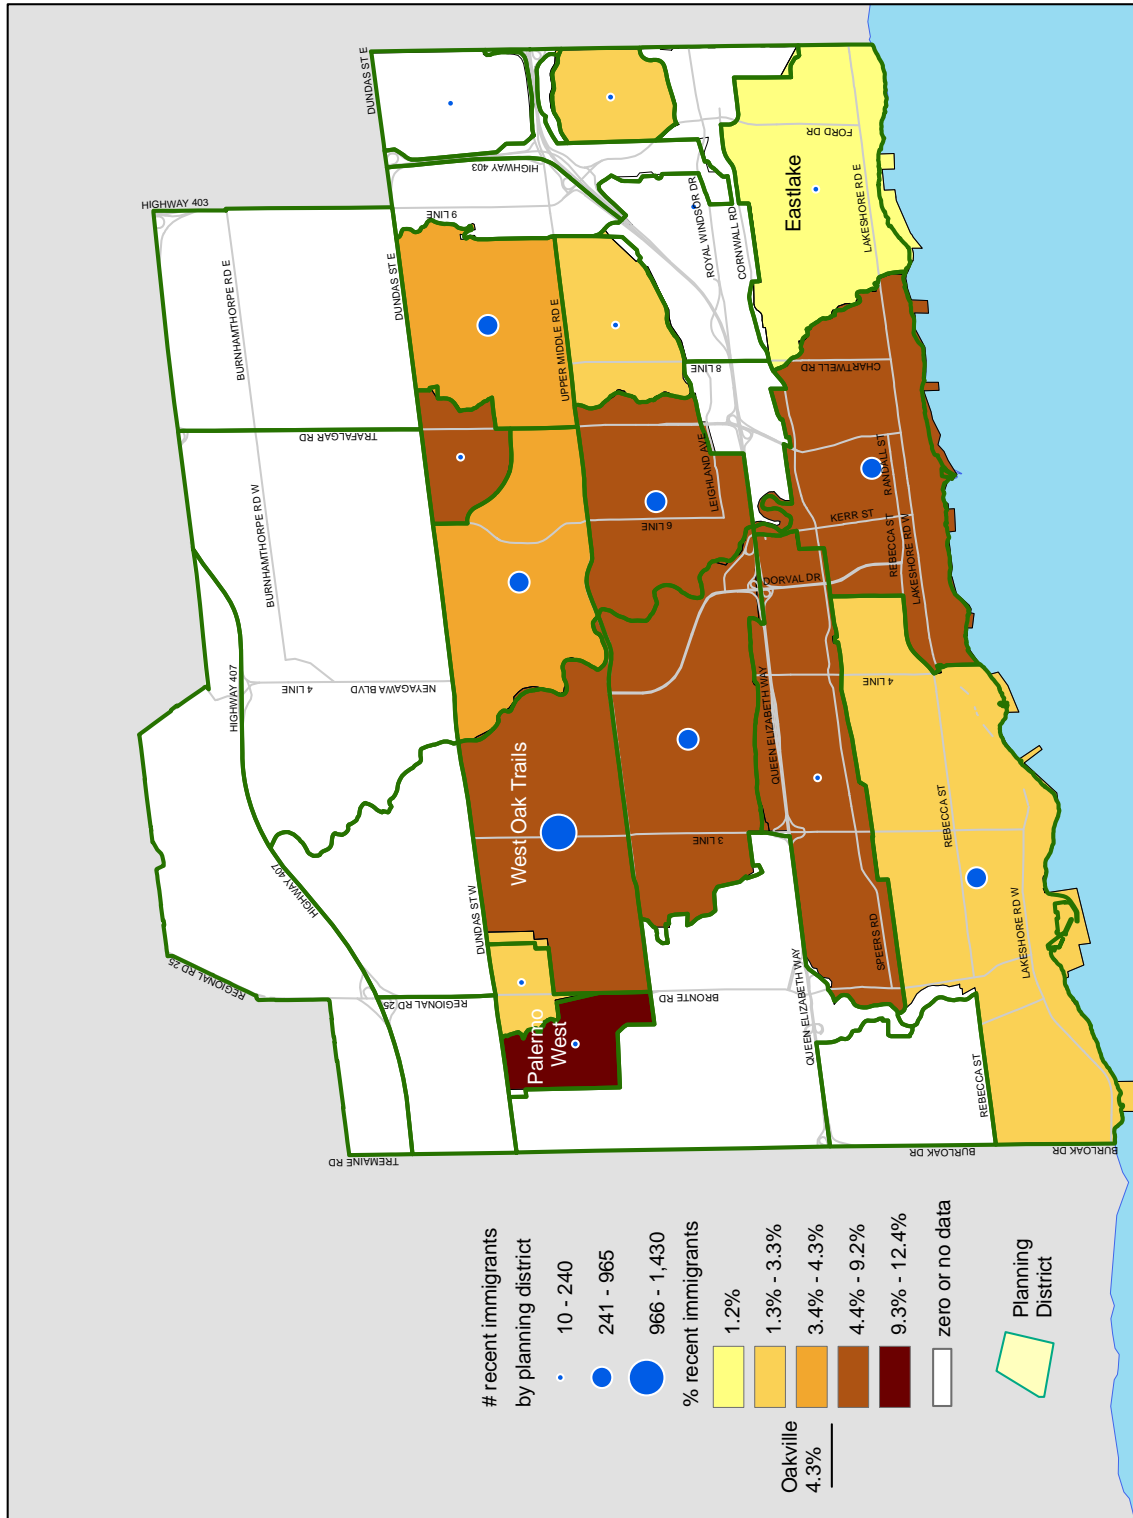 DUNDAS ST E
HIGHWAY 403
HIGHWAY 403
9 LINE
FORD DR
LAKESHORE RD E
Eastlake
ROYAL WINDSOR DR
CORNWALL RD
BURNHAMTHORPE RD E
DUNDAS ST E
UPPER MIDDLE RD E
8 LINE
CHARTWELL RD
TRAFALGAR RD
LEIGHLAND AVE
RANDALL ST
BURNHAMTHORPE RD W
6 LINE
KERR ST
REBECCA ST
LAKESHORE RD W
DORVAL DR
HIGHWAY 407
4 LINE
NEYAGAWA BLVD
QUEEN ELIZABETH WAY
4 LINE
West Oak Trails
3 LINE
REBECCA ST
HIGHWAY 407
DUNDAS ST W
SPEERS RD
LAKESHORE RD W
REGIONAL RD 25
REGIONAL RD 25
BRONTE RD
QUEEN ELIZABETH WAY
Palermo
West
REBECCA ST
TREMAINE RD
BURLOAK DR
BURLOAK DR
# recent immigrants
by planning district
10 - 240
241 - 965
966 - 1,430
% recent immigrants
1.2%
1.3% - 3.3%
3.4% - 4.3%
4.4% - 9.2%
9.3% - 12.4%
zero or no data
Oakville
4.3%
Planning
District